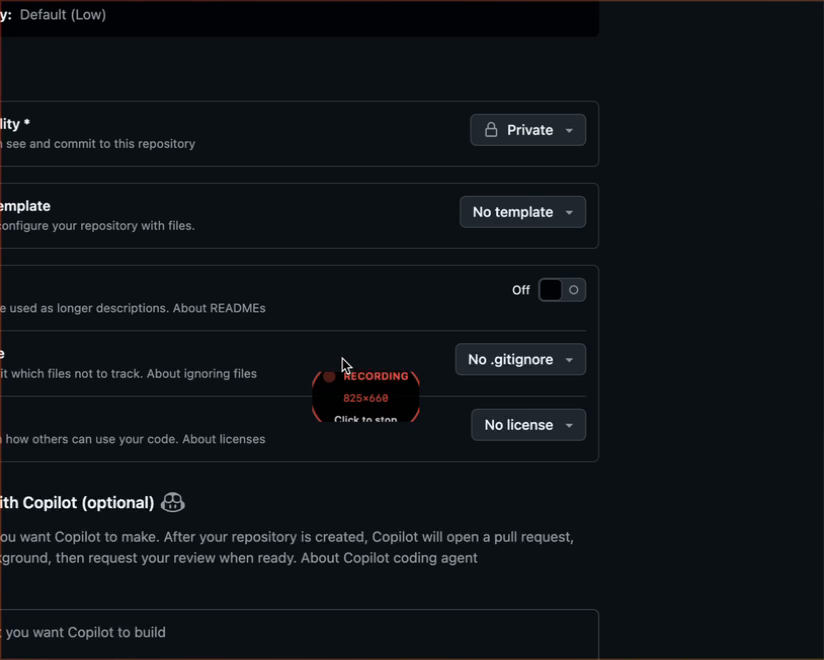 y: Default (Low)
lity *
Private
n see and commit to this repository
emplate
No template
configure your repository with files.
Off
e used as longer descriptions. About READMEs
e
No .gitignore
it which files not to track. About ignoring files
RECORDING
825×660
Click to stop
No license
n how others can use your code. About licenses
ith Copilot (optional)
ou want Copilot to make. After your repository is created, Copilot will open a pull request,
kground, then request your review when ready. About Copilot coding agent
k you want Copilot to build